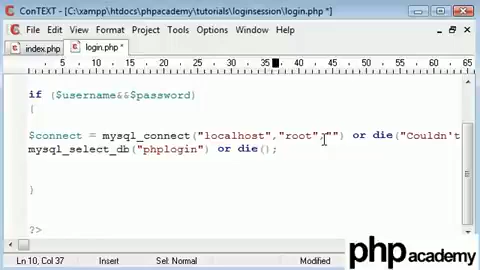 ConTEXT - [C:\xampp\htdocs\phpacademy\tutorials\loginsession\login.php *]
File Edit View Format Project Tools Options Window Help
index.php login.php *
5 10 15 20 25 30 35 40 45 50 55 60 65
if ($username&&$password)
{
$connect = mysql_connect("localhost","root","") or die("Couldn't
mysql_select_db("phplogin") or die();
}
?>
Ln 10, Col 37 Insert Modified
php academy